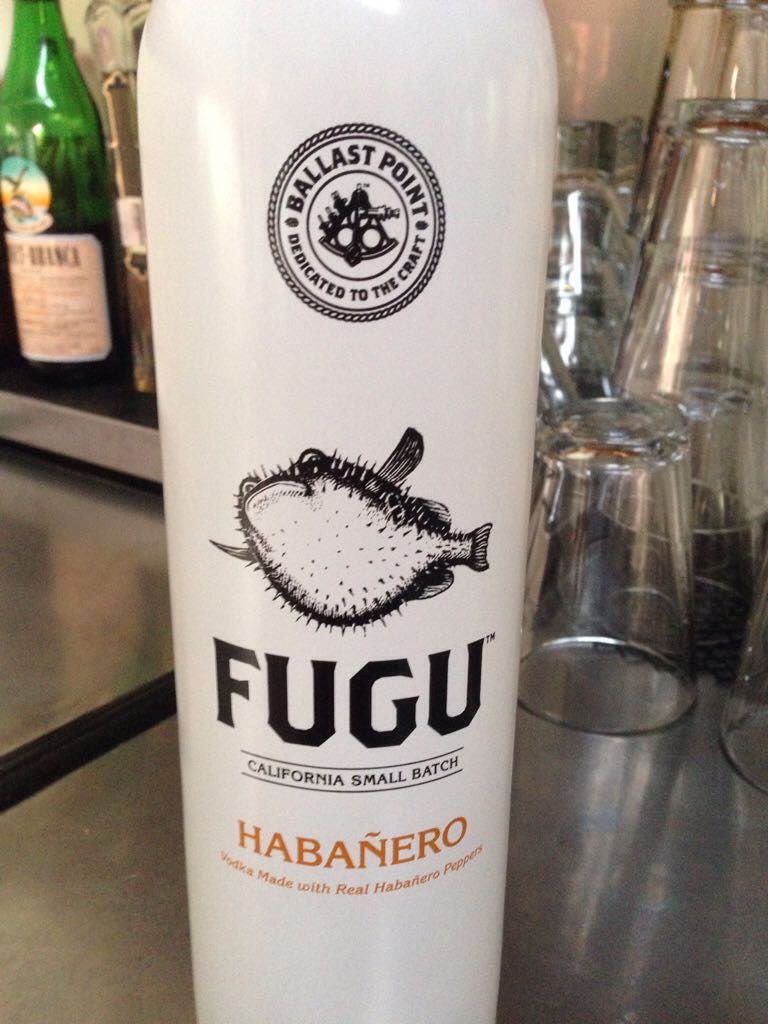 BALLAST POINT
DEDICATED TO THE CRAFT
FUGU™
CALIFORNIA SMALL BATCH
HABAÑERO
Vodka Made with Real Habañero Peppers